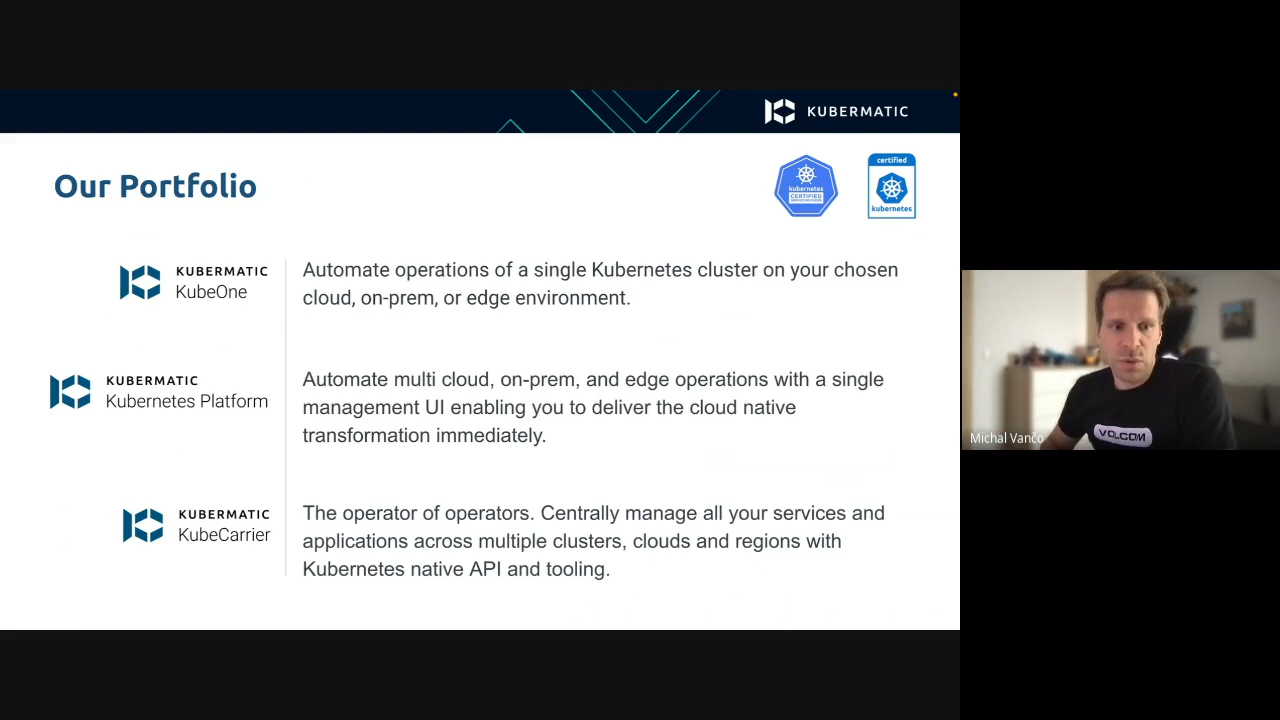 KUBERMATIC
Our Portfolio
kubernetes
CERTIFIED
certified
kubernetes
KUBERMATIC
KubeOne
Automate operations of a single Kubernetes cluster on your chosen
cloud, on-prem, or edge environment.
KUBERMATIC
Kubernetes Platform
Automate multi cloud, on-prem, and edge operations with a single
management UI enabling you to deliver the cloud native
transformation immediately.
KUBERMATIC
KubeCarrier
The operator of operators. Centrally manage all your services and
applications across multiple clusters, clouds and regions with
Kubernetes native API and tooling.
VOLCOM
Michal Vančo